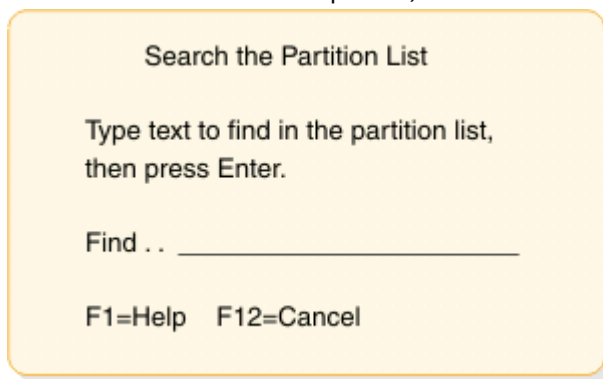 Search the Partition List
Type text to find in the partition list,
then press Enter.
Find . . ______________________
F1=Help F12=Cancel